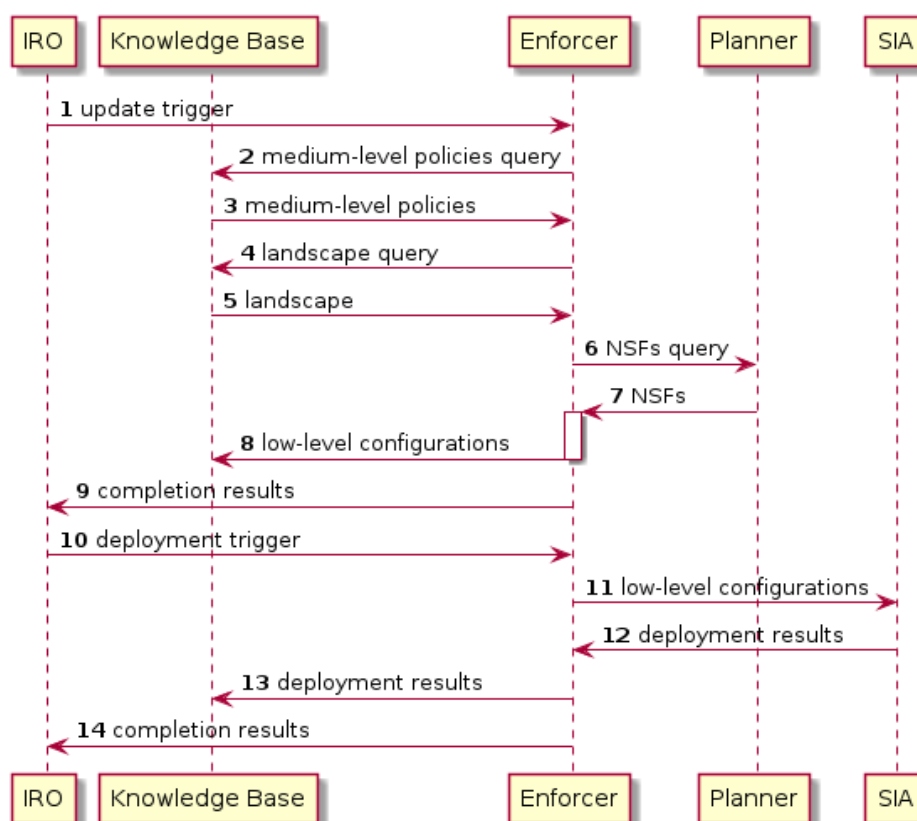 IRO Knowledge Base Enforcer Planner SIA
1 update trigger
2 medium-level policies query
3 medium-level policies
4 landscape query
5 landscape
6 NSFs query
7 NSFs
8 low-level configurations
9 completion results
10 deployment trigger
11 low-level configurations
12 deployment results
13 deployment results
14 completion results
IRO Knowledge Base Enforcer Planner SIA